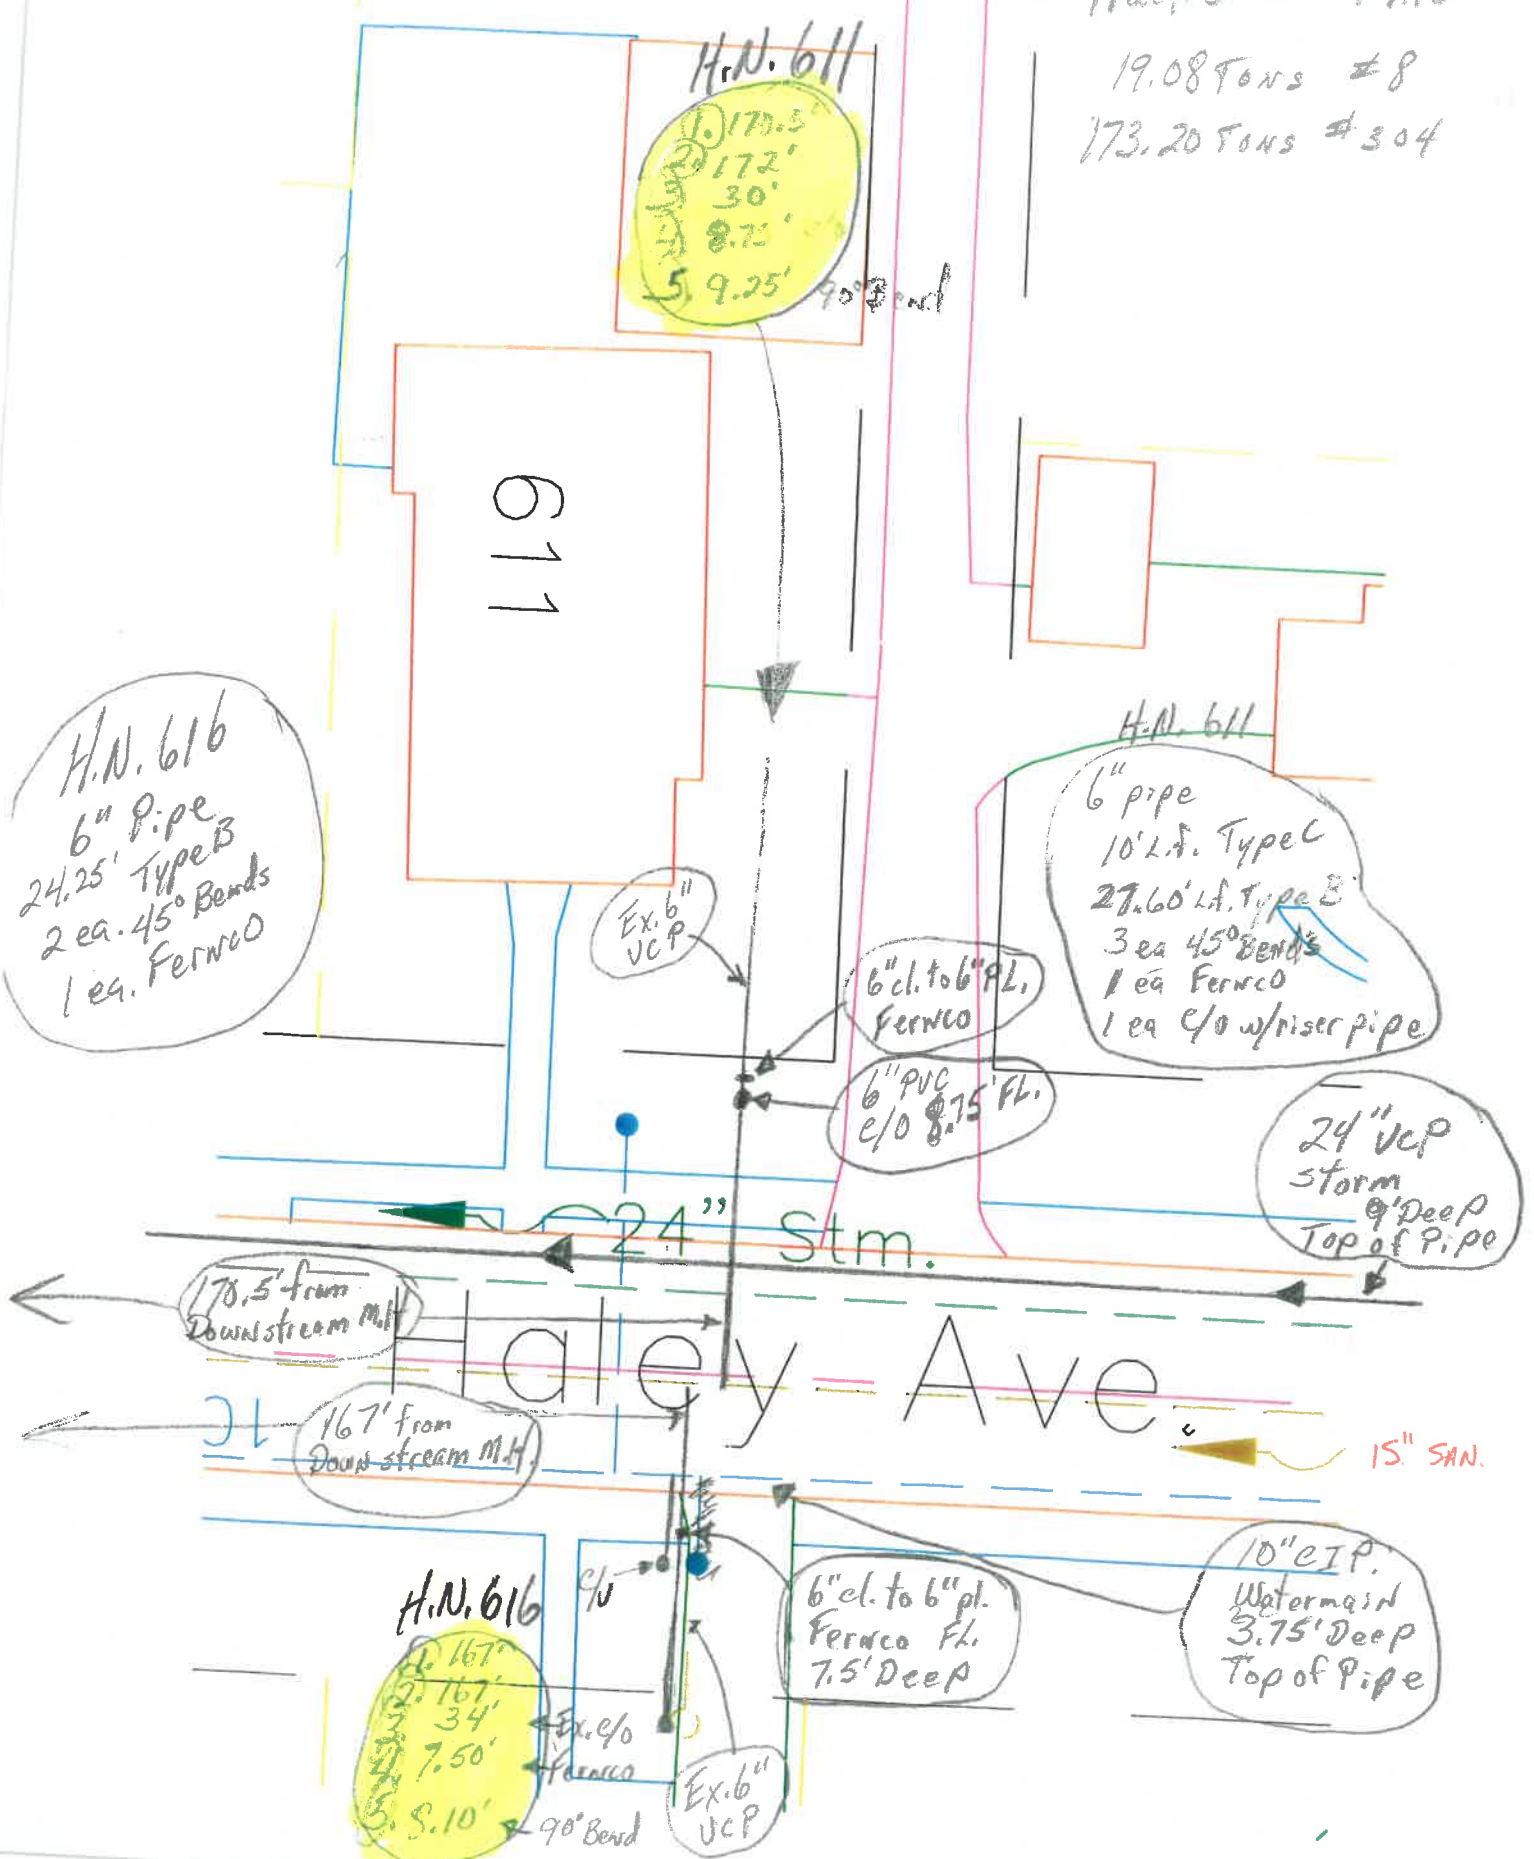 19.08 Tons #8
173.20 Tons #304
H.N. 611
1. 170.5'
2. 172'
30'
8.75'
5. 9.25' 90° Bend
611
H.N. 616
6" Pipe
24.25' Type B
2 ea. 45° Bends
1 ea. Fernco
H.N. 611
6" pipe
10' L.f. Type C
27.60' L.f. Type B
3 ea 45° Bends
1 ea Fernco
1 ea c/o w/riser pipe
Ex. 6"
VCP
6" cl. to 6" PL.
Fernco
6" PVC
c/o 8.75' FL.
24" VCP
storm
9' Deep
Top of Pipe
24" Stm.
170.5' from
Downstream M.H
Haley Ave.
167' from
Down stream M.H.
15" SAN.
c/o
6" cl. to 6" pl.
Fernco FL.
7.5' Deep
10" CIP.
Watermain
3.75' Deep
Top of Pipe
H.N. 616
1. 167'
2. 167'
3. 34' Ex. c/o
4. 7.50' Fernco
5. 8.10' 90° Bend
Ex. 6"
VCP